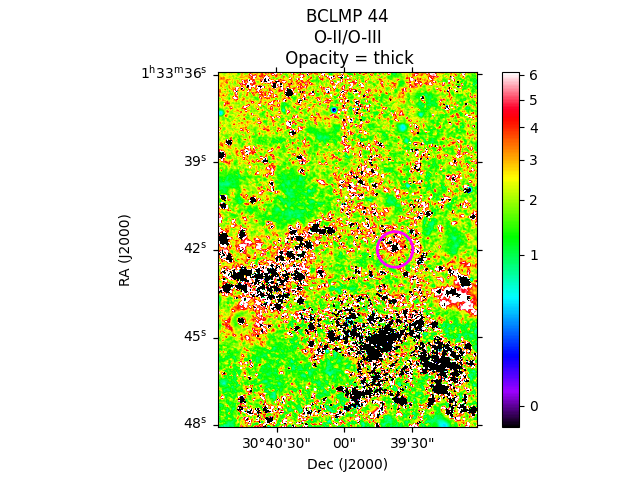 BCLMP 44
O-II/O-III
Opacity = thick
1ʰ33ᵐ36ˢ
39ˢ
42ˢ
45ˢ
48ˢ
RA (J2000)
30°40'30"
00"
39'30"
Dec (J2000)
6
5
4
3
2
1
0